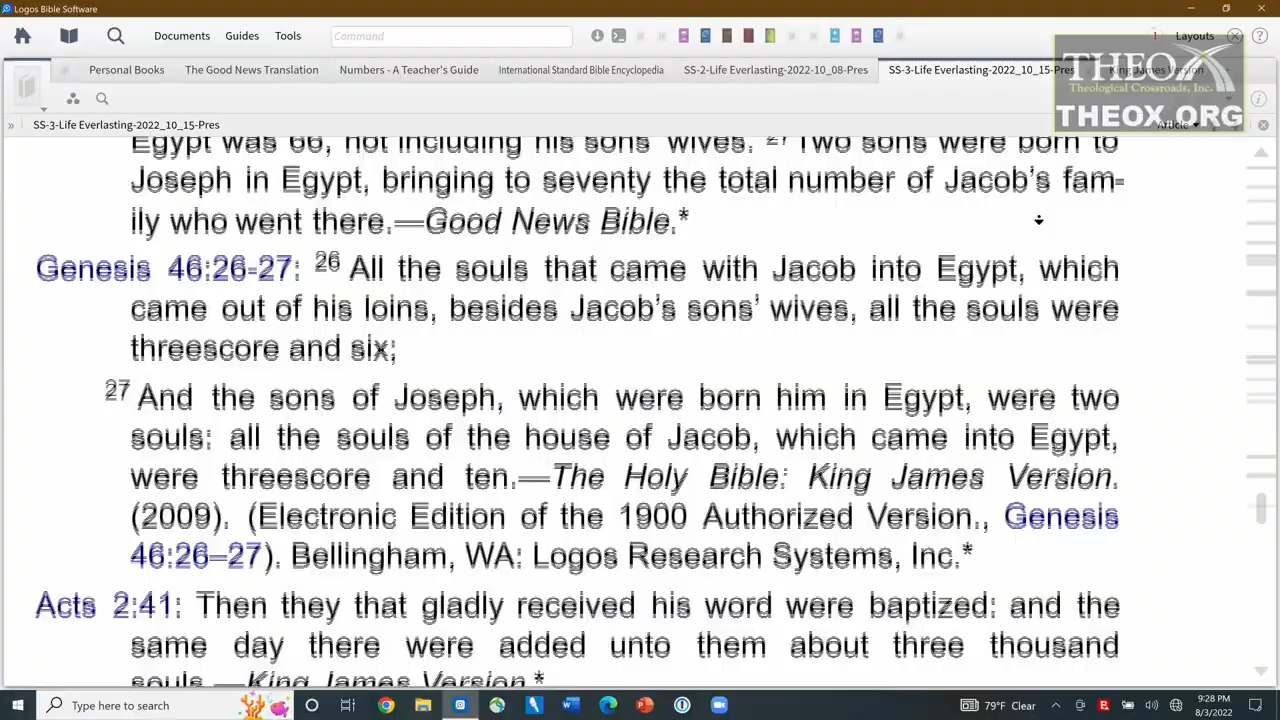 Logos Bible Software
Documents Guides Tools Command Layouts
Personal Books The Good News Translation International Standard Bible Encyclopedia SS-2-Life Everlasting-2022-10_08-Pres SS-3-Life Everlasting-2022_10_15-Pres King James Version
THEOX
Theological Crossroads, Inc.
THEOX.ORG
» SS-3-Life Everlasting-2022_10_15-Pres Article
Egypt was 66, not including his sons' wives. 27 Two sons were born to
Joseph in Egypt, bringing to seventy the total number of Jacob's fam-
ily who went there.—Good News Bible.*
Genesis 46:26-27: 26 All the souls that came with Jacob into Egypt, which
came out of his loins, besides Jacob's sons' wives, all the souls were
threescore and six;
27 And the sons of Joseph, which were born him in Egypt, were two
souls: all the souls of the house of Jacob, which came into Egypt,
were threescore and ten.—The Holy Bible: King James Version.
(2009). (Electronic Edition of the 1900 Authorized Version., Genesis
46:26–27). Bellingham, WA: Logos Research Systems, Inc.*
Acts 2:41: Then they that gladly received his word were baptized: and the
same day there were added unto them about three thousand
souls.—King James Version.*
Type here to search
79°F Clear
9:28 PM
8/3/2022